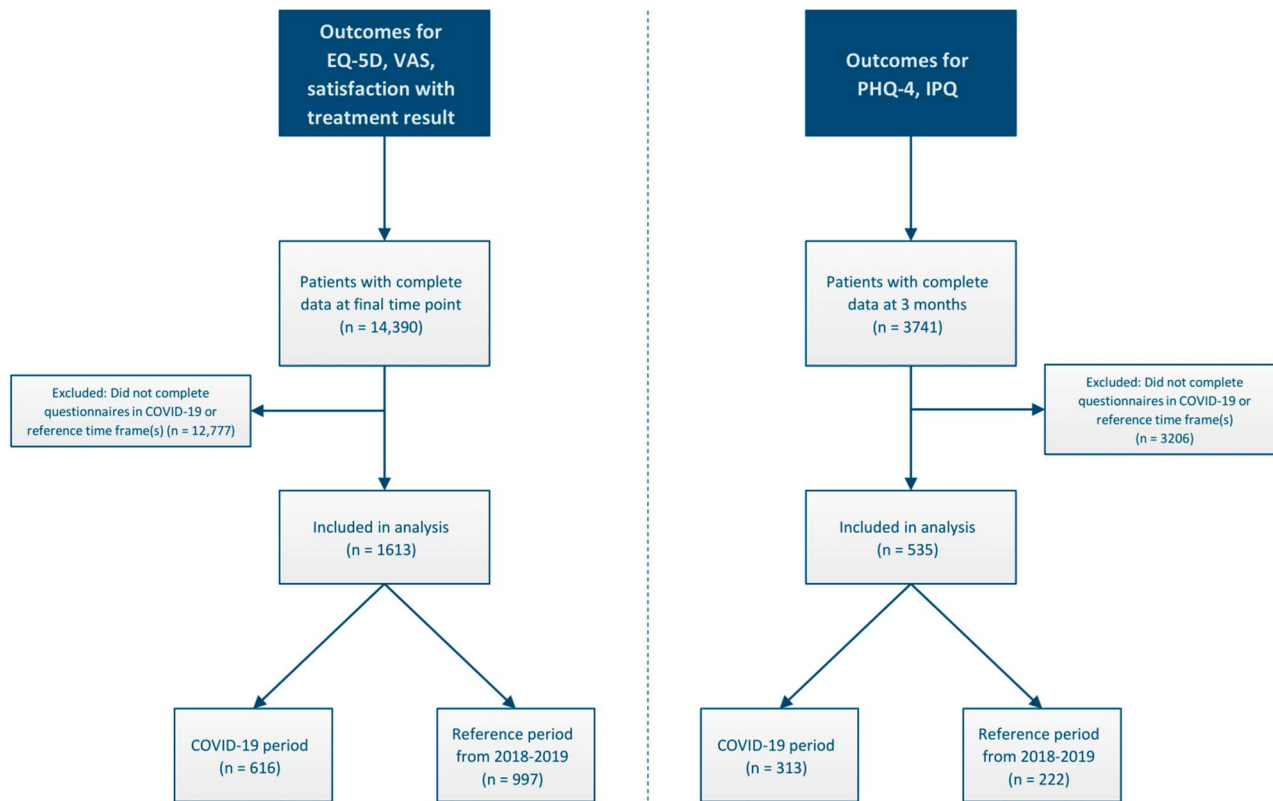 Outcomes for
EQ-5D, VAS,
satisfaction with
treatment result
Patients with complete
data at final time point
(n = 14,390)
Excluded: Did not complete
questionnaires in COVID-19 or
reference time frame(s) (n = 12,777)
Included in analysis
(n = 1613)
COVID-19 period
(n = 616)
Reference period
from 2018-2019
(n = 997)
Outcomes for
PHQ-4, IPQ
Patients with complete
data at 3 months
(n = 3741)
Excluded: Did not complete
questionnaires in COVID-19 or
reference time frame(s)
(n = 3206)
Included in analysis
(n = 535)
COVID-19 period
(n = 313)
Reference period
from 2018-2019
(n = 222)